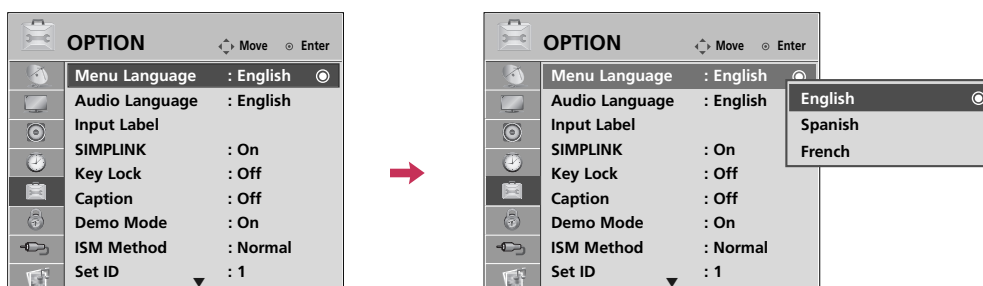 OPTION Move Enter
Menu Language : English
Audio Language : English
Input Label
SIMPLINK : On
Key Lock : Off
Caption : Off
Demo Mode : On
ISM Method : Normal
Set ID : 1
OPTION Move Enter
Menu Language : English
Audio Language : English
Input Label
SIMPLINK : On
Key Lock : Off
Caption : Off
Demo Mode : On
ISM Method : Normal
Set ID : 1
English
Spanish
French